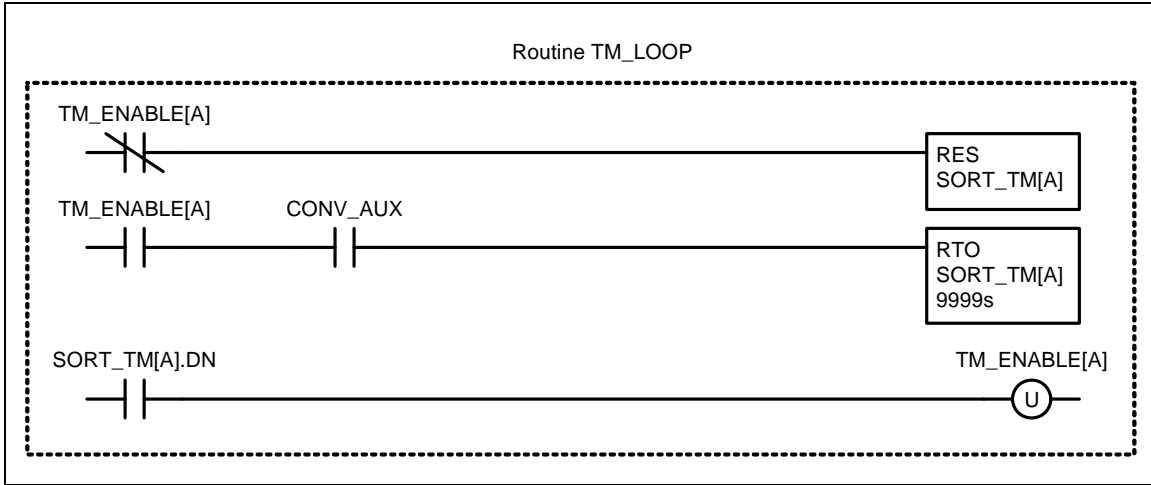 Routine TM_LOOP
TM_ENABLE[A]
RES
SORT_TM[A]
TM_ENABLE[A] CONV_AUX
RTO
SORT_TM[A]
9999s
SORT_TM[A].DN TM_ENABLE[A]
U